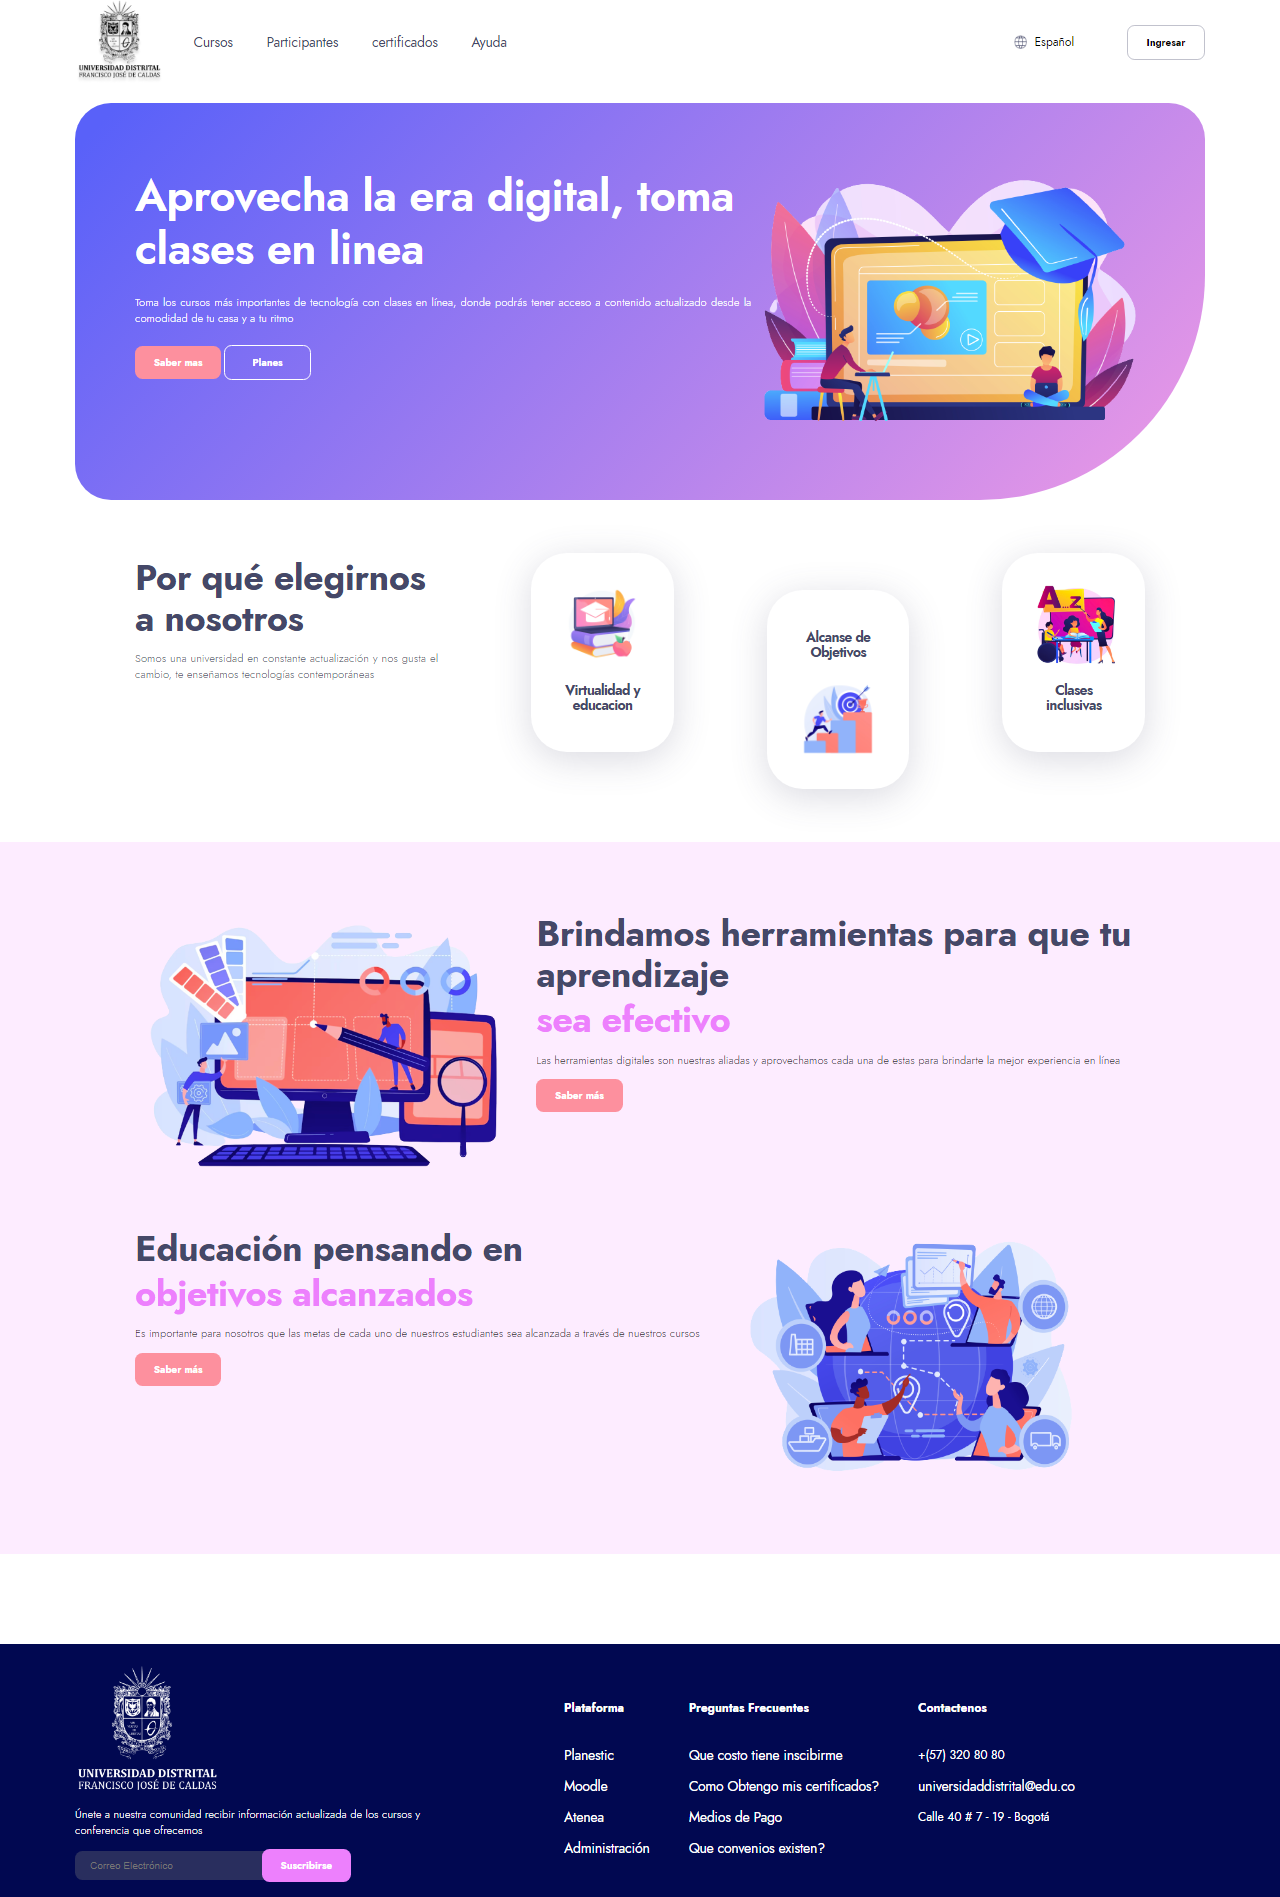 UNIVERSIDAD DISTRITAL
FRANCISCO JOSÉ DE CALDAS
Cursos
Participantes
certificados
Ayuda
Español
Ingresar
Aprovecha la era digital, toma
clases en linea
Toma los cursos más importantes de tecnología con clases en línea, donde podrás tener acceso a contenido actualizado desde la
comodidad de tu casa y a tu ritmo
Saber mas
Planes
Por qué elegirnos
a nosotros
Somos una universidad en constante actualización y nos gusta el
cambio, te enseñamos tecnologías contemporáneas
Virtualidad y
educacion
Alcanse de
Objetivos
A...z
Clases
inclusivas
Brindamos herramientas para que tu
aprendizaje
sea efectivo
Las herramientas digitales son nuestras aliadas y aprovechamos cada una de estas para brindarte la mejor experiencia en línea
Saber más
Educación pensando en
objetivos alcanzados
Es importante para nosotros que las metas de cada uno de nuestros estudiantes sea alcanzada a través de nuestros cursos
Saber más
UNIVERSIDAD DISTRITAL
FRANCISCO JOSÉ DE CALDAS
Únete a nuestra comunidad recibir información actualizada de los cursos y
conferencia que ofrecemos
Correo Electrónico
Suscribirse
Plataforma
Planestic
Moodle
Atenea
Administración
Preguntas Frecuentes
Que costo tiene inscibirme
Como Obtengo mis certificados?
Medios de Pago
Que convenios existen?
Contactenos
+(57) 320 80 80
universidaddistrital@edu.co
Calle 40 # 7 - 19 - Bogotá